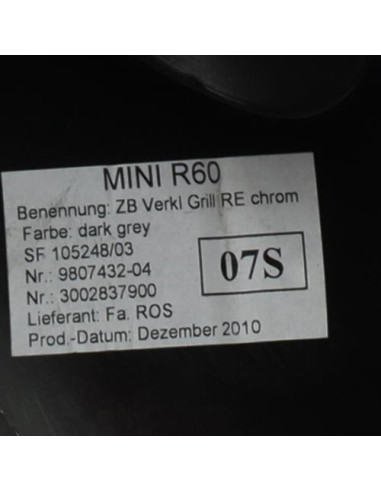 MINI R60
Benennung: ZB Verkl Grill RE chrom
Farbe: dark grey
SF 105248/03
Nr.: 9807432-04
Nr.: 3002837900
Lieferant: Fa. ROS
Prod.-Datum: Dezember 2010
07S